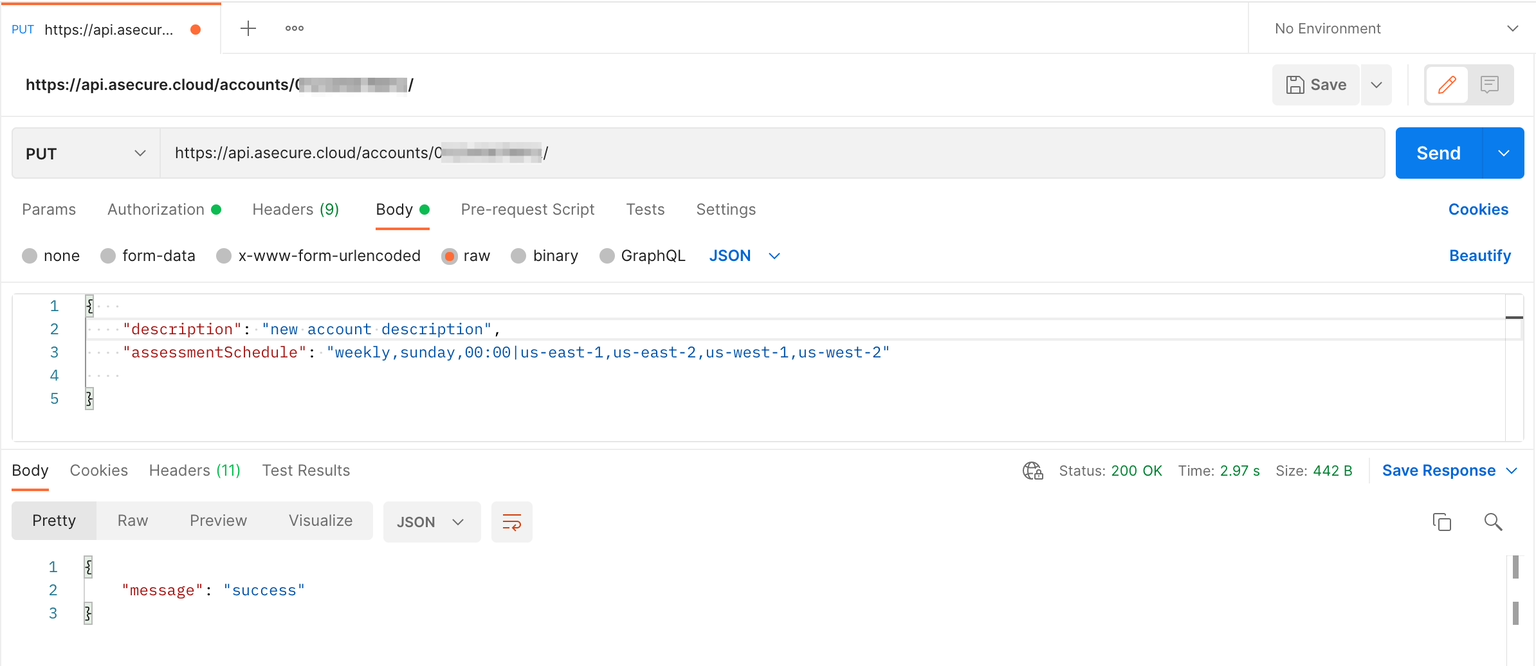 PUT https://api.asecur...
No Environment
https://api.asecure.cloud/accounts/0 /
Save
PUT
https://api.asecure.cloud/accounts/0 /
Send
Params Authorization Headers (9) Body Pre-request Script Tests Settings Cookies
none form-data x-www-form-urlencoded raw binary GraphQL JSON Beautify
1 {
2 "description": "new account description",
3 "assessmentSchedule": "weekly,sunday,00:00|us-east-1,us-east-2,us-west-1,us-west-2"
4
5 }
Body Cookies Headers (11) Test Results Status: 200 OK Time: 2.97 s Size: 442 B Save Response
Pretty Raw Preview Visualize JSON
1 {
2 "message": "success"
3 }